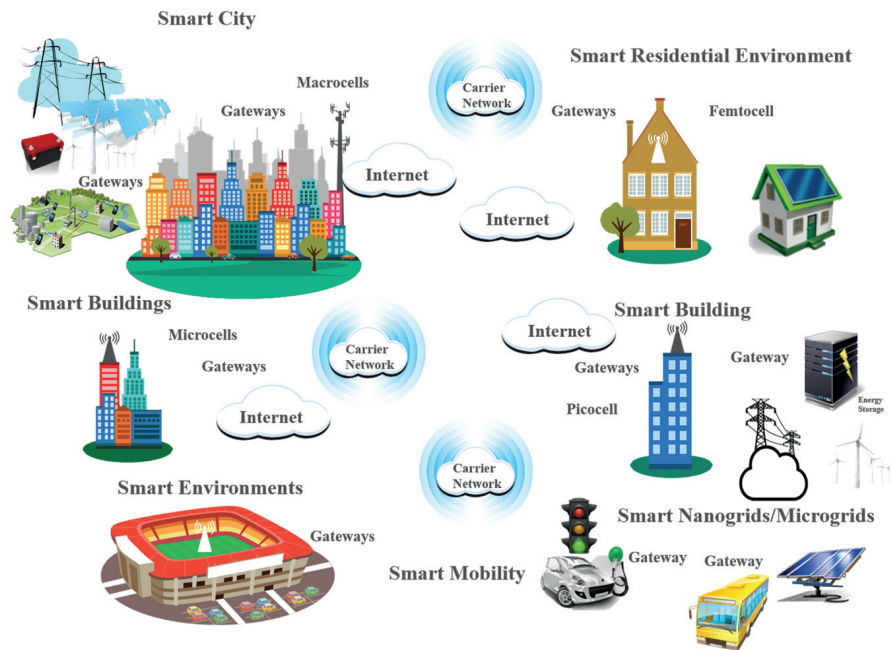 Smart City
Smart Residential Environment
Macrocells
Carrier
Network
Gateways
Gateways
Femtocell
Gateways
Internet
Internet
Smart Buildings
Smart Building
Microcells
Internet
Carrier
Network
Gateways
Gateways
Gateway
Energy
Storage
Picocell
Internet
Carrier
Network
Smart Environments
Smart Nanogrids/Microgrids
Gateways
Gateway
Gateway
Smart Mobility